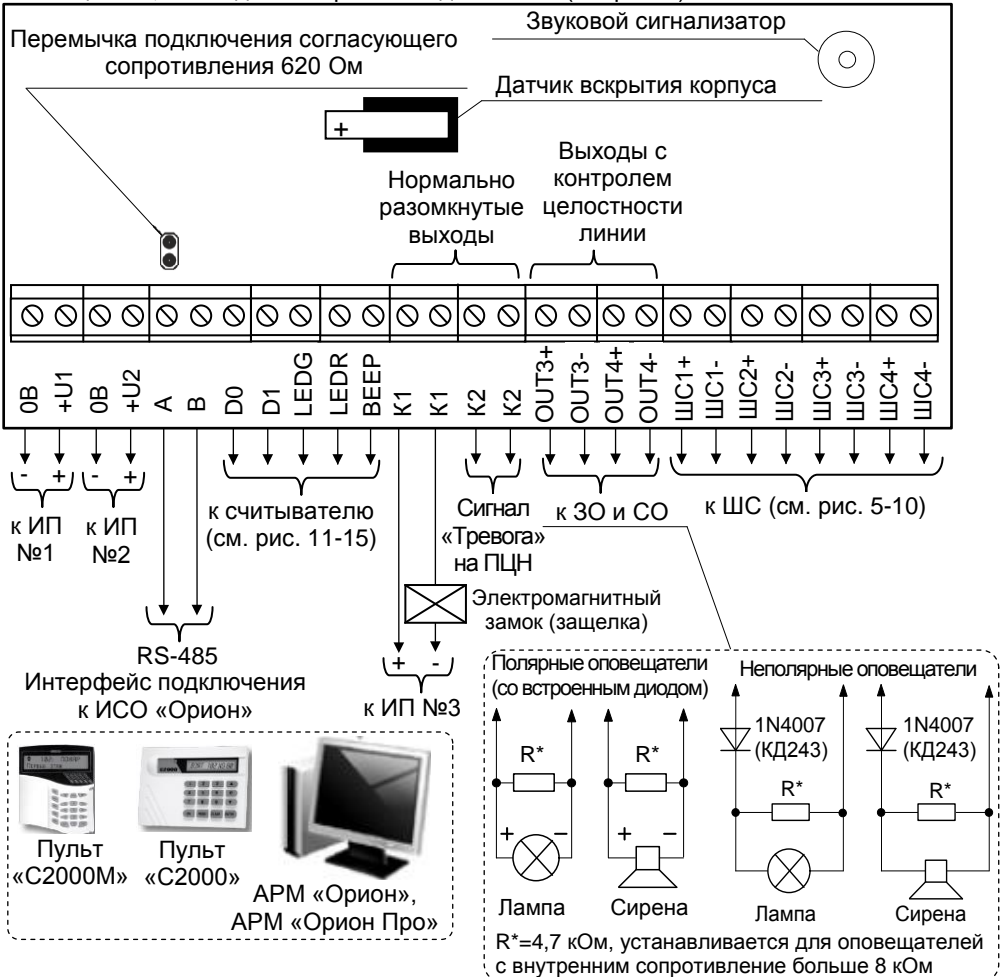 Звуковой сигнализатор
Перемычка подключения согласующего
сопротивления 620 Ом
Датчик вскрытия корпуса
+
Нормально
разомкнутые
выходы
Выходы с
контролем
целостности
линии
0В
+U1
0В
+U2
А
В
D0
D1
LEDG
LEDR
BEEP
К1
К1
К2
К2
OUT3+
OUT3-
OUT4+
OUT4-
ШС1+
ШС1-
ШС2+
ШС2-
ШС3+
ШС3-
ШС4+
ШС4-
- +
- +
к ИП
№1
к ИП
№2
к считывателю
(см. рис. 11-15)
Сигнал
«Тревога»
на ПЦН
к ЗО и СО
к ШС (см. рис. 5-10)
Электромагнитный
замок (защелка)
+ -
к ИП №3
RS-485
Интерфейс подключения
к ИСО «Орион»
Пульт
«С2000М»
Пульт
«С2000»
АРМ «Орион»,
АРМ «Орион Про»
Полярные оповещатели
(со встроенным диодом)
Неполярные оповещатели
R*
+ –
Лампа
R*
+ –
Сирена
1N4007
(КД243)
R*
Лампа
1N4007
(КД243)
R*
Сирена
R*=4,7 кОм, устанавливается для оповещателей
с внутренним сопротивление больше 8 кОм